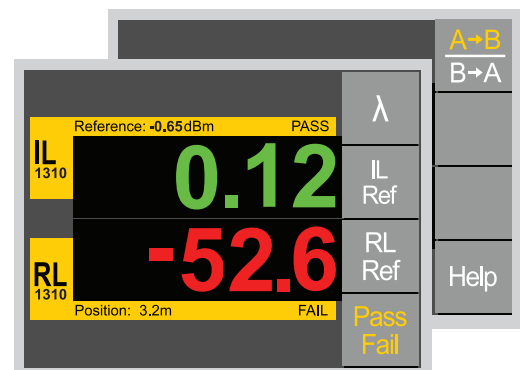 A→B
B→A
λ
Reference: -0.65dBm PASS
IL
1310
0.12
IL
Ref
RL
1310
-52.6
RL
Ref
Help
Position: 3.2m FAIL
Pass
Fail